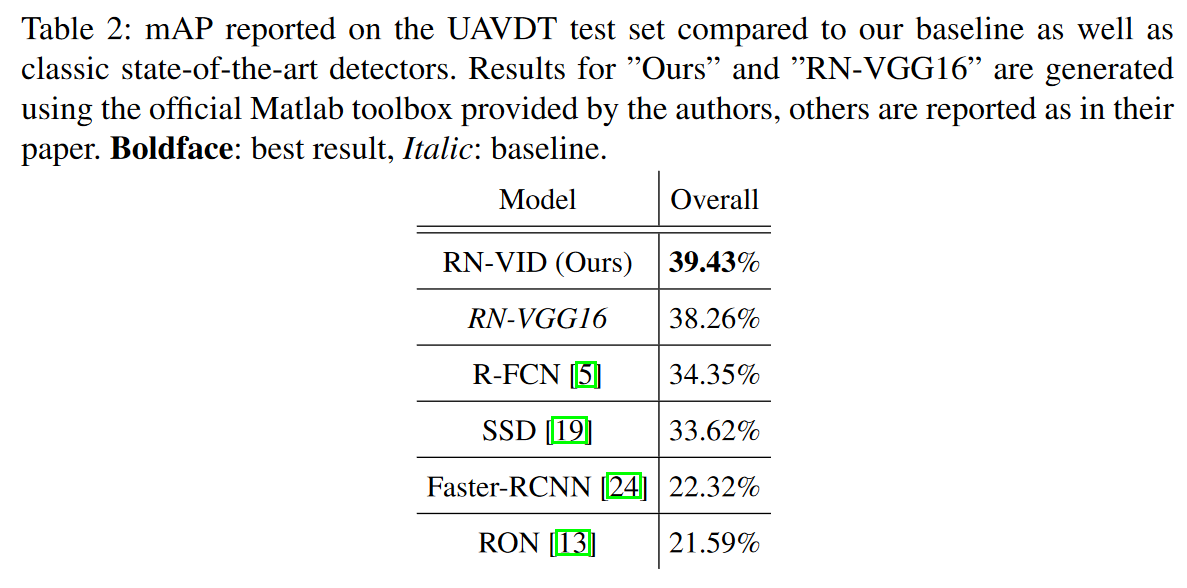 Table 2: mAP reported on the UAVDT test set compared to our baseline as well as
classic state-of-the-art detectors. Results for ”Ours” and ”RN-VGG16” are generated
using the official Matlab toolbox provided by the authors, others are reported as in their
paper. Boldface: best result, Italic: baseline.
Model Overall
RN-VID (Ours) 39.43%
RN-VGG16 38.26%
R-FCN [5] 34.35%
SSD [19] 33.62%
Faster-RCNN [24] 22.32%
RON [13] 21.59%